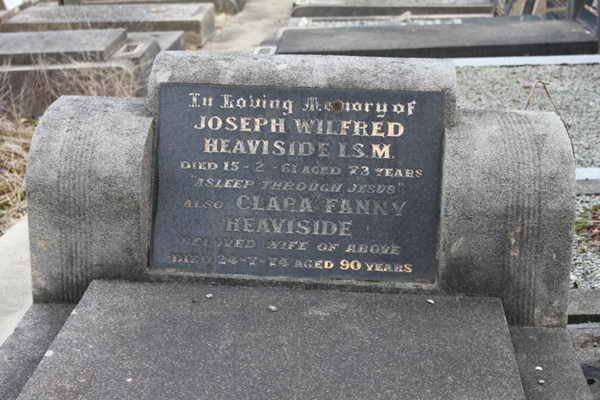 In Loving Memory of
JOSEPH WILFRED
HEAVISIDE I.S.M.
DIED 15-2-61 AGED 73 YEARS
"ASLEEP THROUGH JESUS"
ALSO CLARA FANNY
HEAVISIDE
BELOVED WIFE OF ABOVE
DIED 24-7-74 AGED 90 YEARS